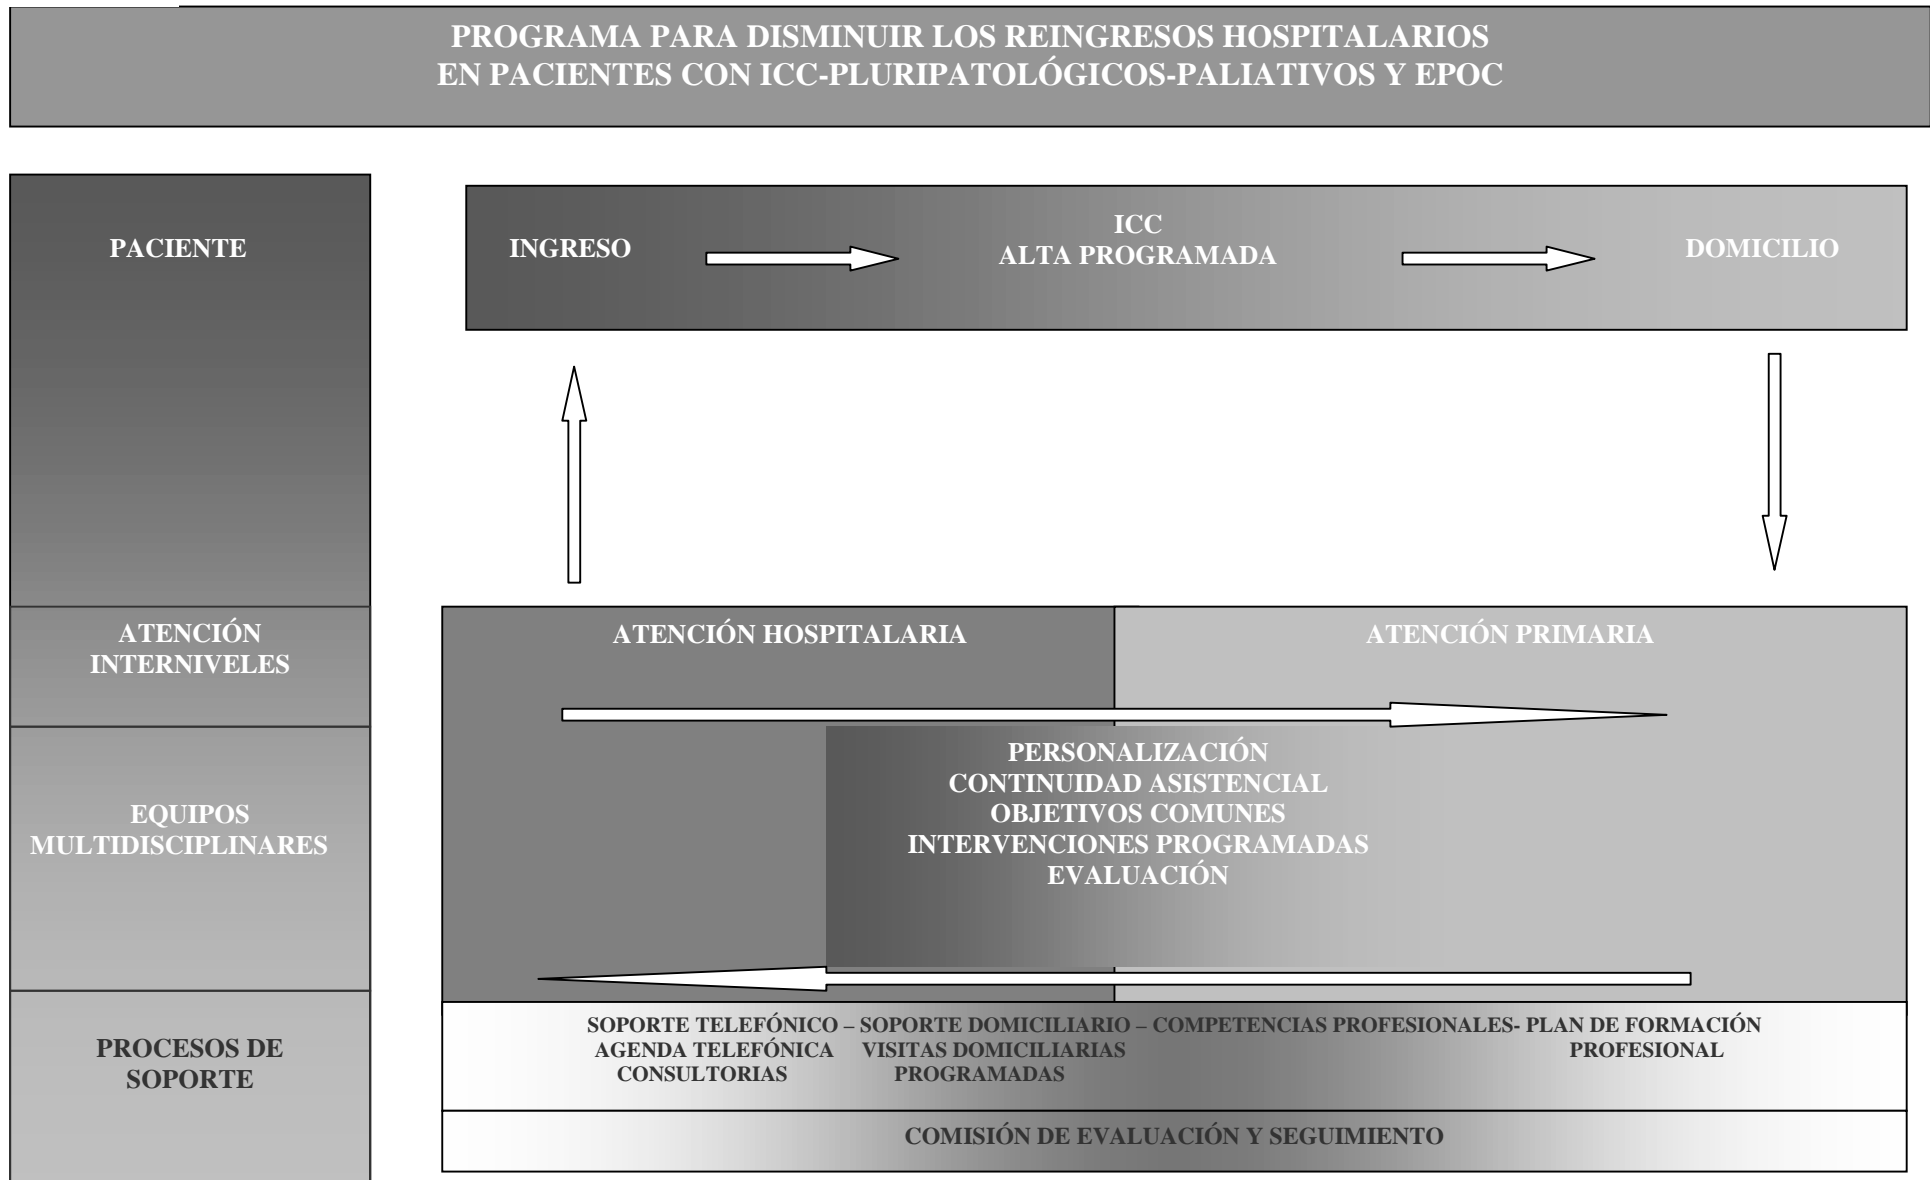 PROGRAMA PARA DISMINUIR LOS REINGRESOS HOSPITALARIOS
EN PACIENTES CON ICC-PLURIPATOLÓGICOS-PALIATIVOS Y EPOC
PACIENTE
INGRESO
ICC
ALTA PROGRAMADA
DOMICILIO
ATENCIÓN
INTERNIVELES
ATENCIÓN HOSPITALARIA
ATENCIÓN PRIMARIA
EQUIPOS
MULTIDISCIPLINARES
PERSONALIZACIÓN
CONTINUIDAD ASISTENCIAL
OBJETIVOS COMUNES
INTERVENCIONES PROGRAMADAS
EVALUACIÓN
PROCESOS DE
SOPORTE
SOPORTE TELEFÓNICO – SOPORTE DOMICILIARIO – COMPETENCIAS PROFESIONALES- PLAN DE FORMACIÓN
AGENDA TELEFÓNICA VISITAS DOMICILIARIAS PROFESIONAL
CONSULTORIAS PROGRAMADAS
COMISIÓN DE EVALUACIÓN Y SEGUIMIENTO